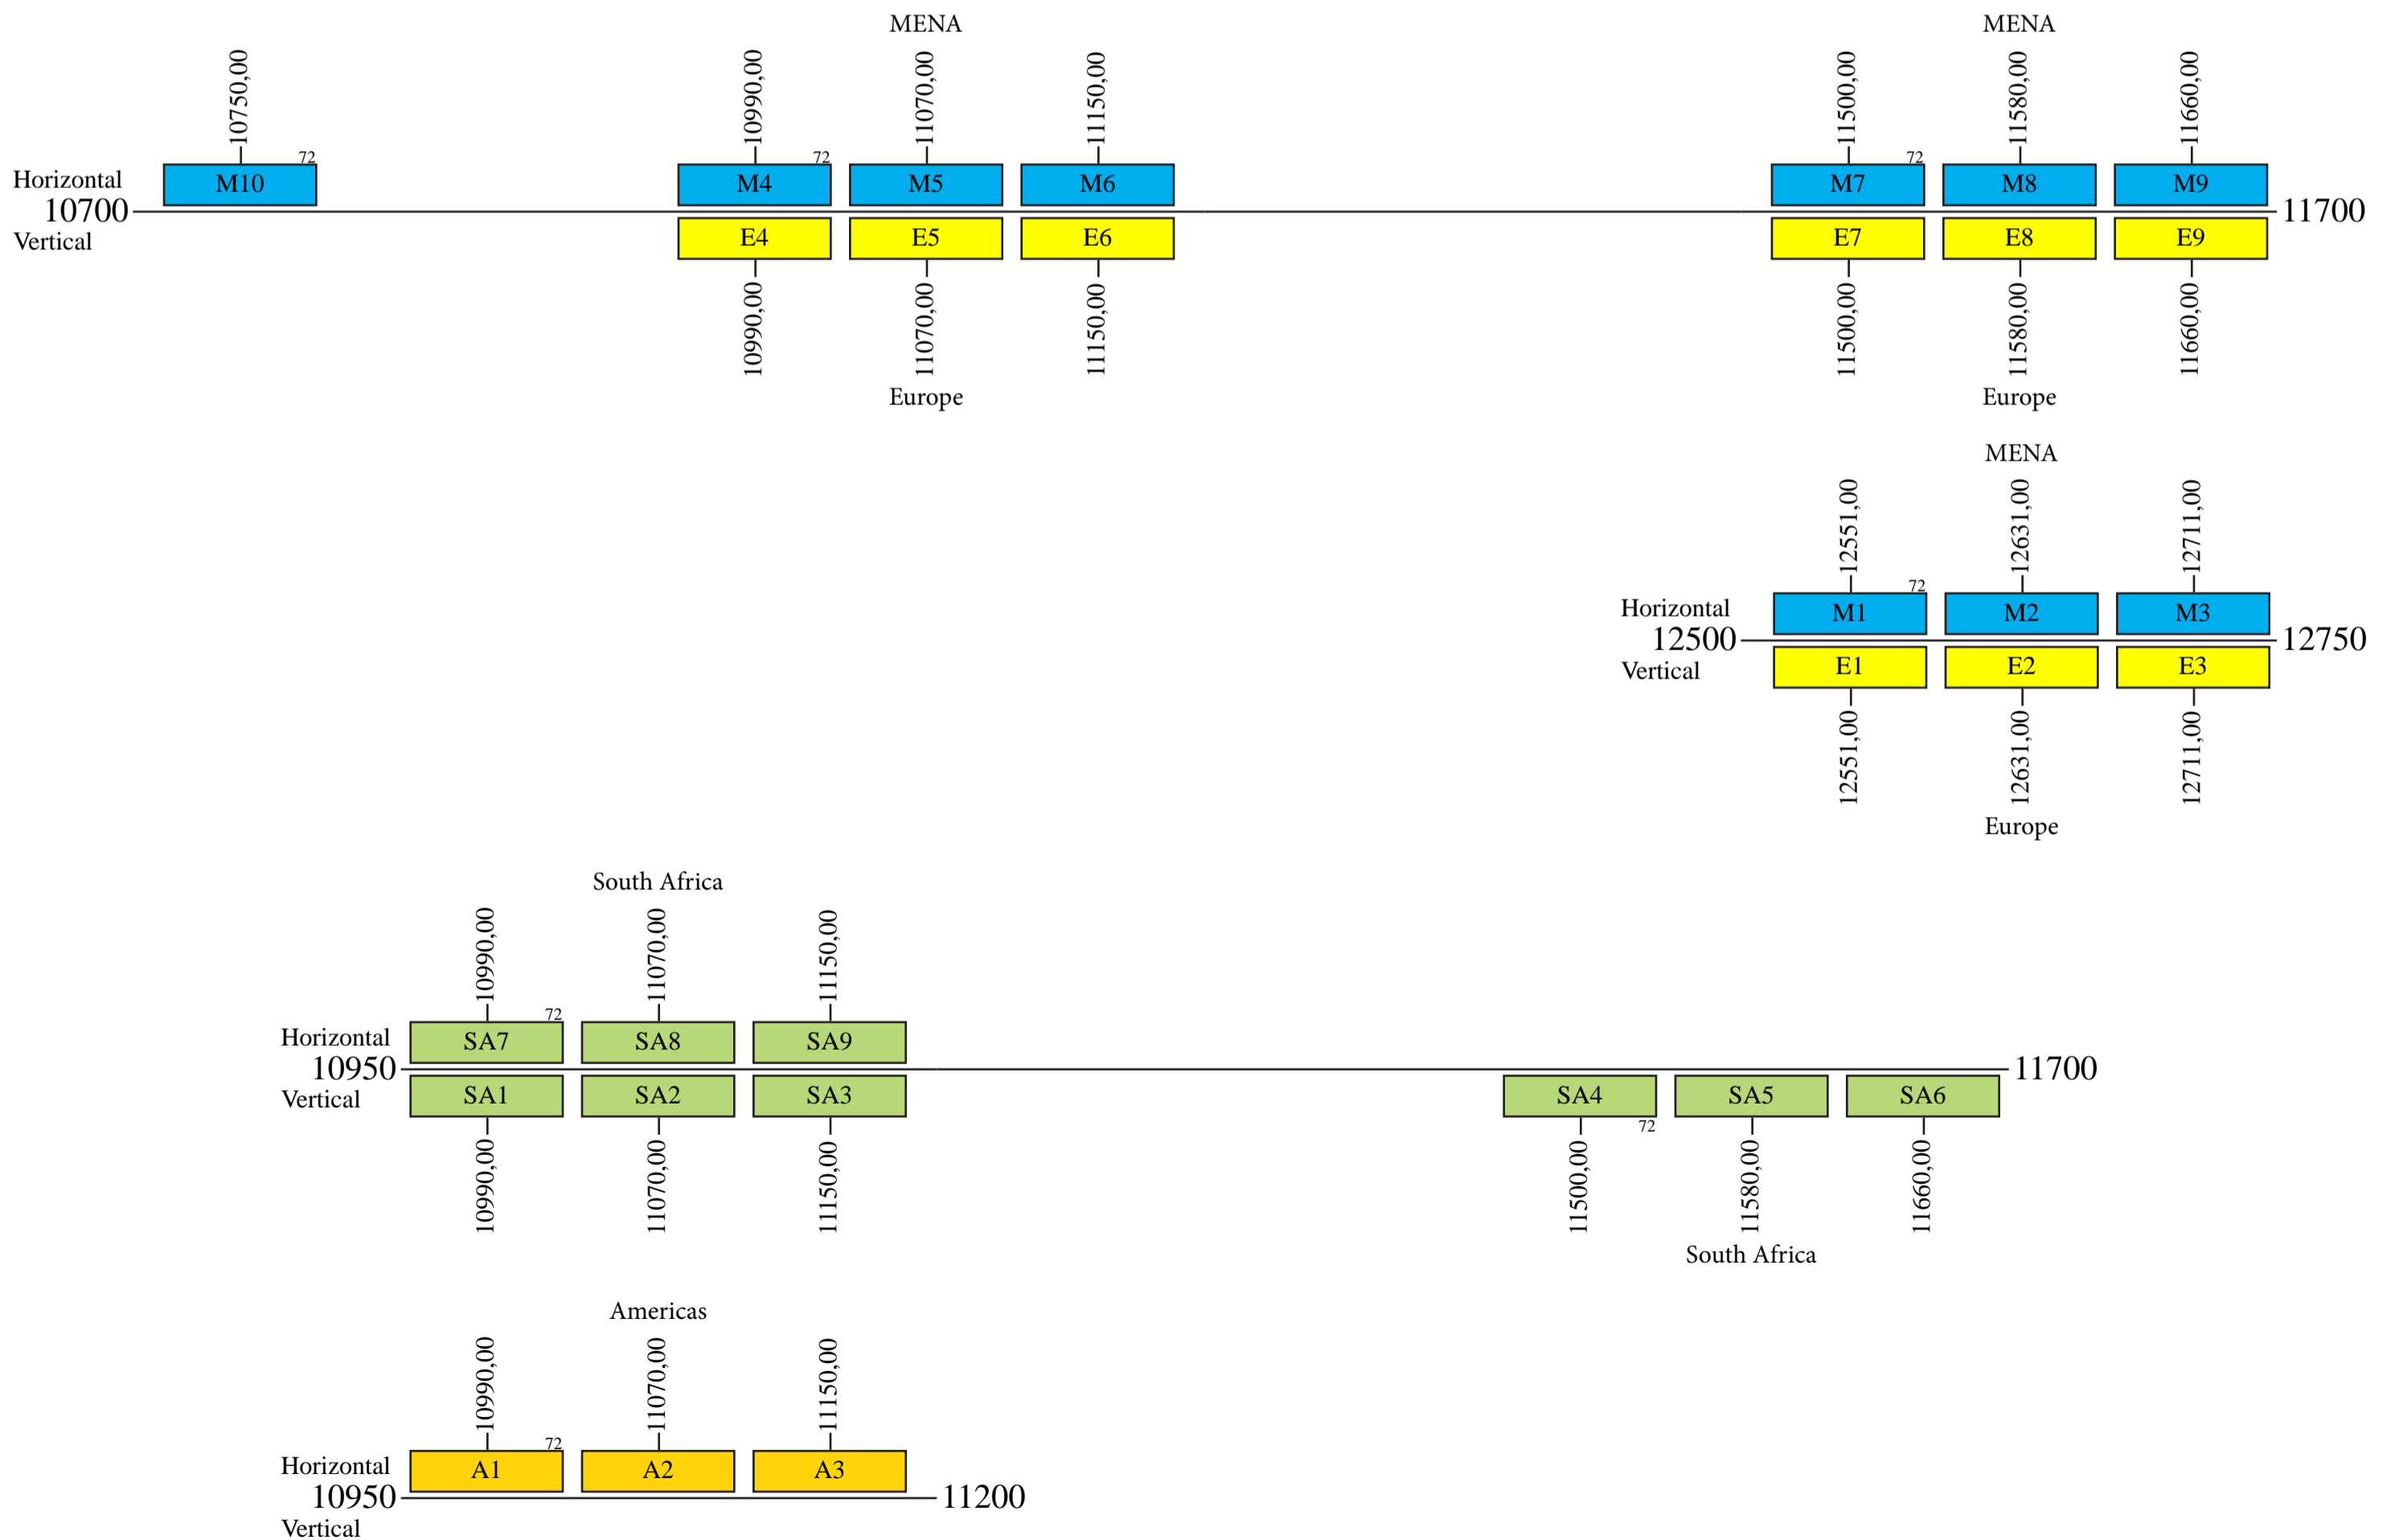 MENA MENA
10750,00 10990,00 11070,00 11150,00 11500,00 11580,00 11660,00
72 72 72
Horizontal M10 M4 M5 M6 M7 M8 M9
10700 11700
Vertical E4 E5 E6 E7 E8 E9
10990,00 11070,00 11150,00 11500,00 11580,00 11660,00
Europe Europe
MENA
12551,00 12631,00 12711,00
72
Horizontal M1 M2 M3
12500 12750
Vertical E1 E2 E3
12551,00 12631,00 12711,00
Europe
South Africa
10990,00 11070,00 11150,00
72
Horizontal SA7 SA8 SA9
10950 11700
Vertical SA1 SA2 SA3 SA4 SA5 SA6
72
10990,00 11070,00 11150,00 11500,00 11580,00 11660,00
South Africa
Americas
10990,00 11070,00 11150,00
72
Horizontal A1 A2 A3
10950 11200
Vertical